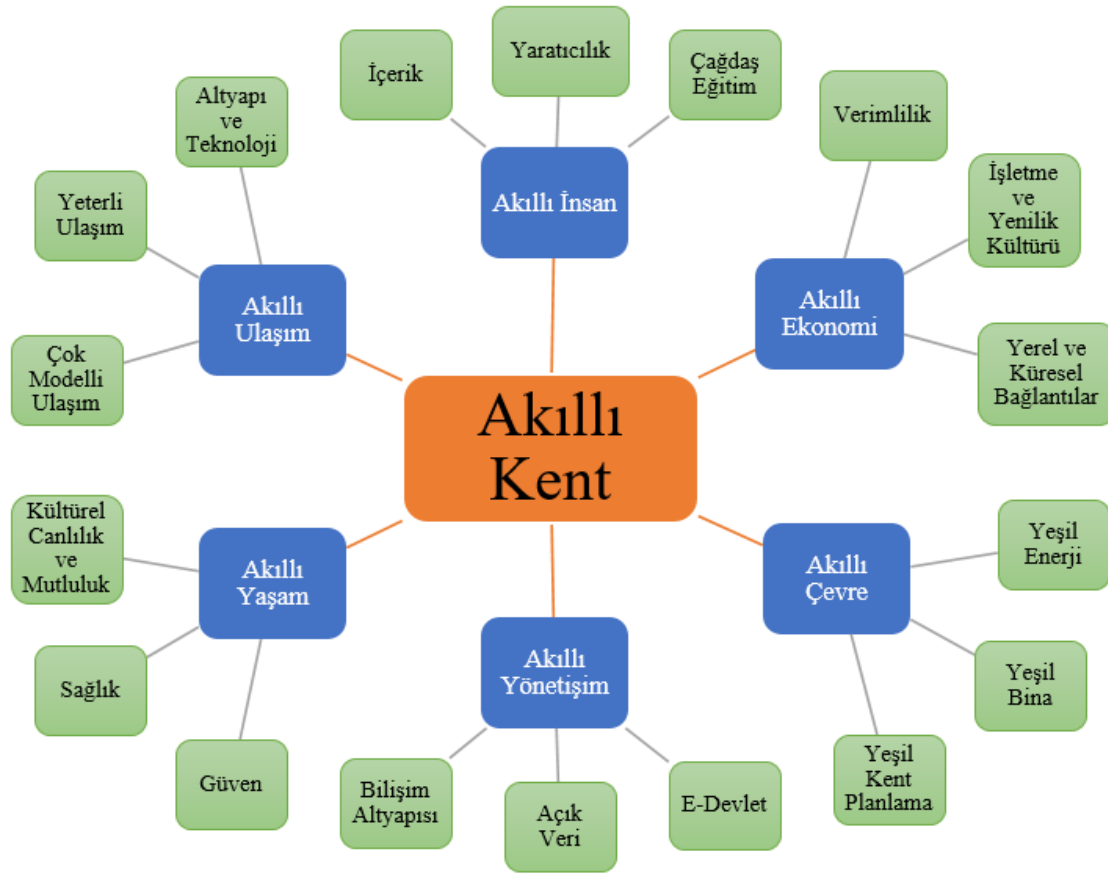 İçerik
Yaratıcılık
Çağdaş
Eğitim
Akıllı İnsan
Verimlilik
İşletme
ve
Yenilik
Kültürü
Yerel ve
Küresel
Bağlantılar
Akıllı
Ekonomi
Altyapı
ve
Teknoloji
Yeterli
Ulaşım
Çok
Modelli
Ulaşım
Akıllı
Ulaşım
Akıllı
Kent
Kültürel
Canlılık
ve
Mutluluk
Sağlık
Güven
Akıllı
Yaşam
Akıllı
Yönetişim
Bilişim
Altyapısı
Açık
Veri
E-Devlet
Akıllı
Çevre
Yeşil
Enerji
Yeşil
Bina
Yeşil
Kent
Planlama